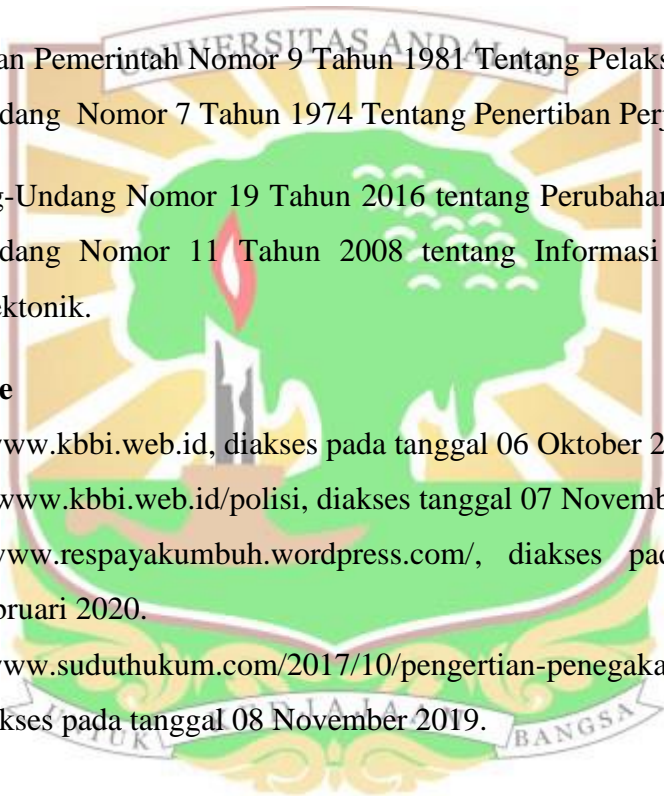 UNIVERSITAS ANDALAS
an Pemerintah Nomor 9 Tahun 1981 Tentang Pelaks
dang Nomor 7 Tahun 1974 Tentang Penertiban Perj
g-Undang Nomor 19 Tahun 2016 tentang Perubahan
dang Nomor 11 Tahun 2008 tentang Informasi
ektonik.
e
www.kbbi.web.id, diakses pada tanggal 06 Oktober 2
www.kbbi.web.id/polisi, diakses tanggal 07 Novemb
www.respayakumbuh.wordpress.com/, diakses pad
bruari 2020.
www.suduthukum.com/2017/10/pengertian-penegaka
kses pada tanggal 08 November 2019.
UNTUK BANGSA